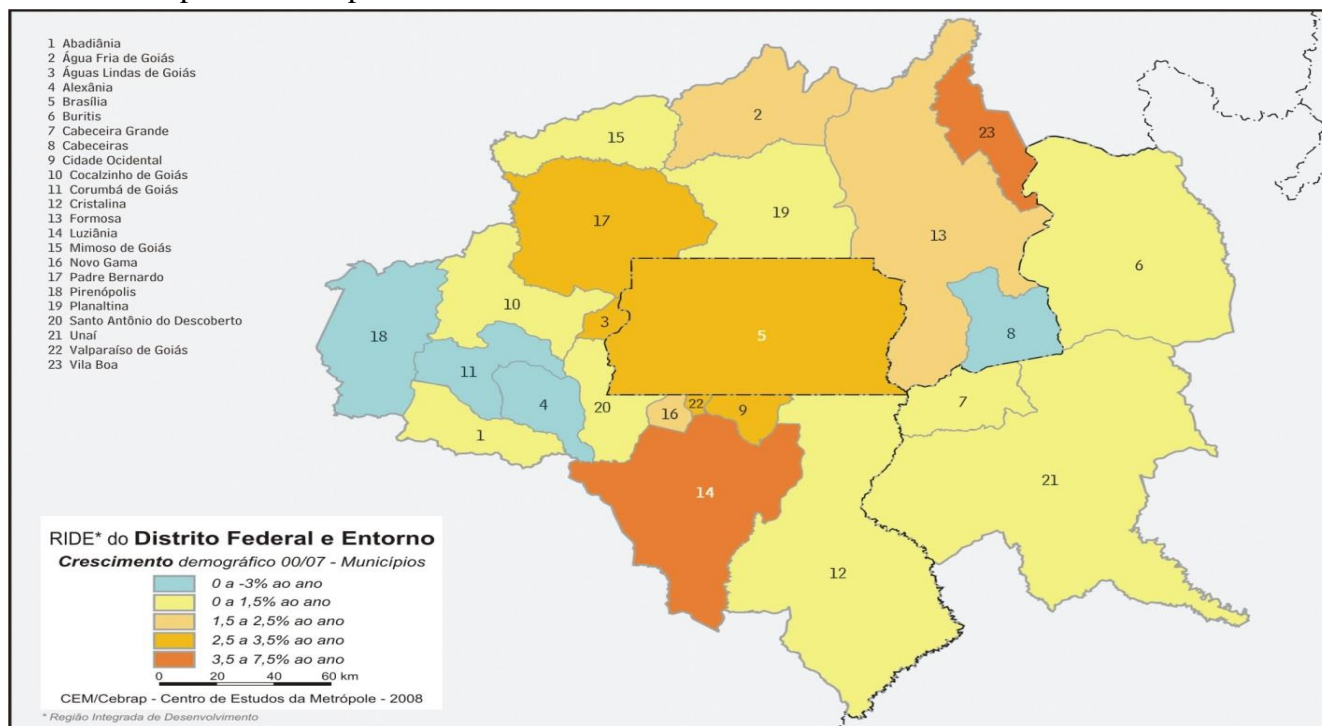 1 Abadiânia
2 Água Fria de Goiás
3 Águas Lindas de Goiás
4 Alexânia
5 Brasília
6 Buritis
7 Cabeceira Grande
8 Cabeceiras
9 Cidade Ocidental
10 Cocalzinho de Goiás
11 Corumbá de Goiás
12 Cristalina
13 Formosa
14 Luziânia
15 Mimoso de Goiás
16 Novo Gama
17 Padre Bernardo
18 Pirenópolis
19 Planaltina
20 Santo Antônio do Descoberto
21 Unaí
22 Valparaíso de Goiás
23 Vila Boa
2
15
23
17
19
13
6
10
3
18
5
8
11
4
20
16
22
9
7
1
14
21
12
RIDE* do Distrito Federal e Entorno
Crescimento demográfico 00/07 - Municípios
0 a -3% ao ano
0 a 1,5% ao ano
1,5 a 2,5% ao ano
2,5 a 3,5% ao ano
3,5 a 7,5% ao ano
0 20 40 60 km
CEM/Cebrap - Centro de Estudos da Metrópole - 2008
* Região Integrada de Desenvolvimento